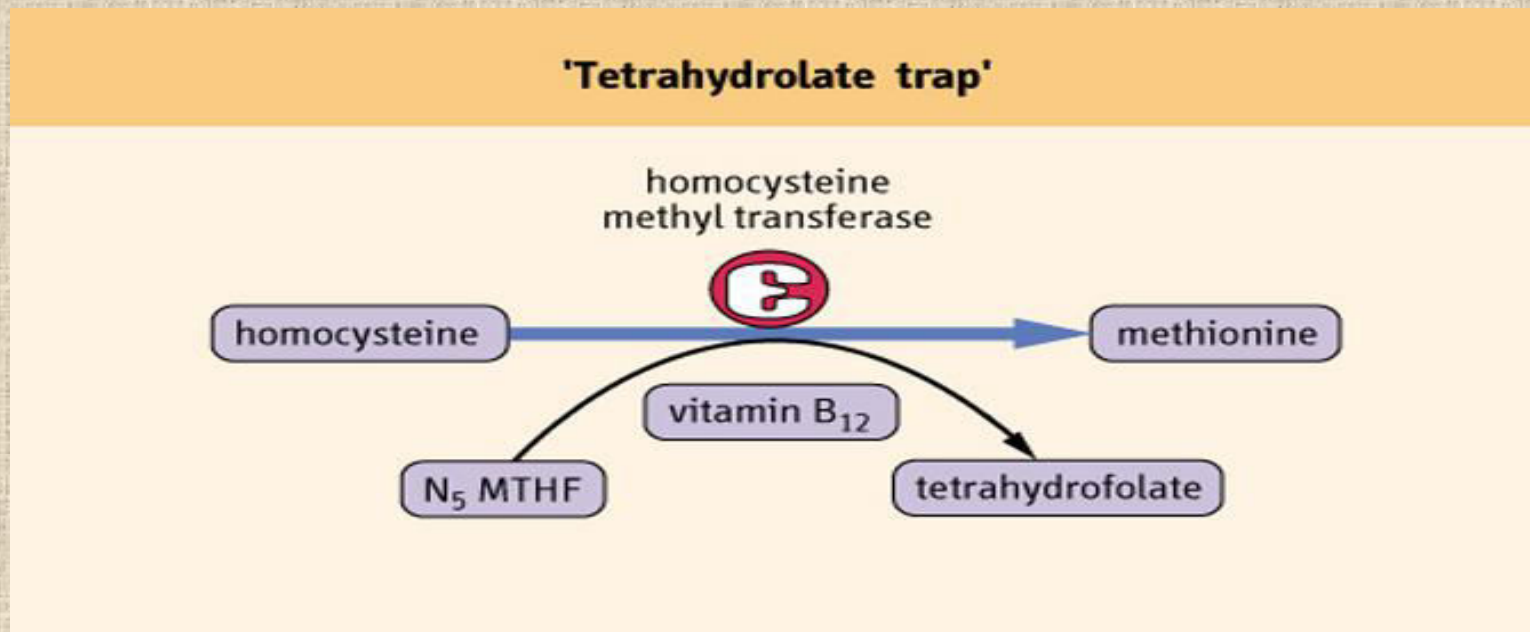 'Tetrahydrolate trap'
homocysteine
methyl transferase
E
homocysteine
methionine
vitamin B₁₂
N₅ MTHF
tetrahydrofolate